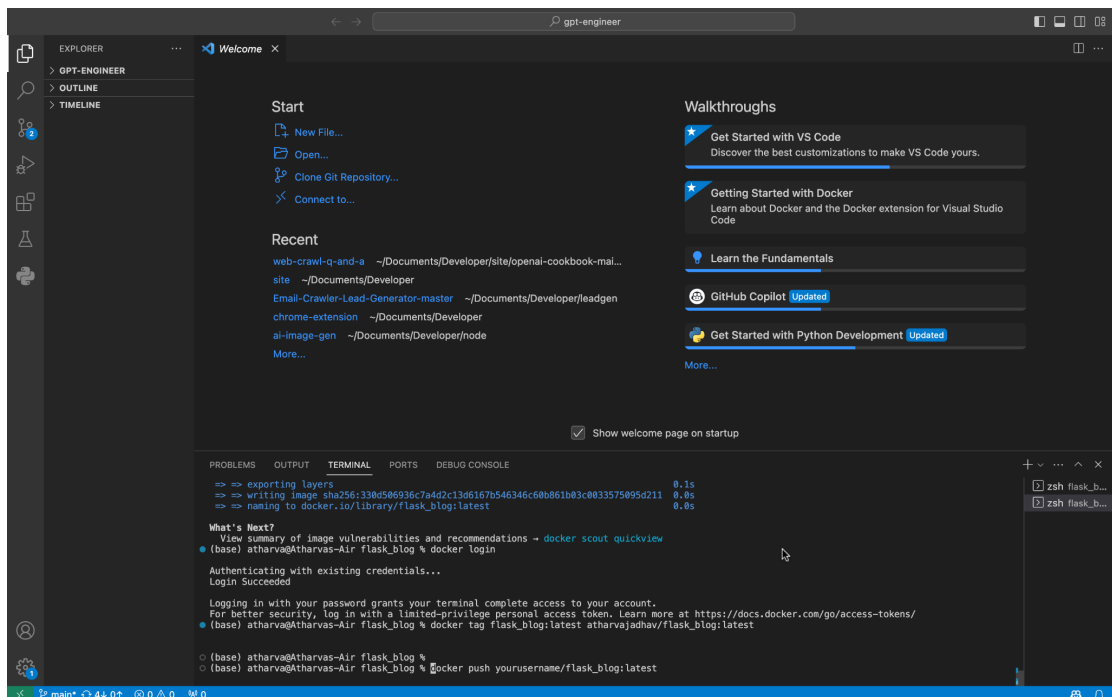 gpt-engineer
EXPLORER
GPT-ENGINEER
OUTLINE
TIMELINE
2
1
Welcome
Start
New File...
Open...
Clone Git Repository...
Connect to...
Recent
web-crawl-q-and-a ~/Documents/Developer/site/openai-cookbook-mai...
site ~/Documents/Developer
Email-Crawler-Lead-Generator-master ~/Documents/Developer/leadgen
chrome-extension ~/Documents/Developer
ai-image-gen ~/Documents/Developer/node
More...
Walkthroughs
Get Started with VS Code
Discover the best customizations to make VS Code yours.
Getting Started with Docker
Learn about Docker and the Docker extension for Visual Studio
Code
Learn the Fundamentals
GitHub Copilot Updated
Get Started with Python Development Updated
More...
Show welcome page on startup
PROBLEMS OUTPUT TERMINAL PORTS DEBUG CONSOLE
=> => exporting layers 0.1s
=> => writing image sha256:330d506936c7a4d2c13d6167b546346c60b861b03c0033575095d211 0.0s
=> => naming to docker.io/library/flask_blog:latest 0.0s
What's Next?
View summary of image vulnerabilities and recommendations → docker scout quickview
(base) atharva@Atharvas-Air flask_blog % docker login
Authenticating with existing credentials...
Login Succeeded
Logging in with your password grants your terminal complete access to your account.
For better security, log in with a limited-privilege personal access token. Learn more at https://docs.docker.com/go/access-tokens/
(base) atharva@Atharvas-Air flask_blog % docker tag flask_blog:latest atharvajadhav/flask_blog:latest
(base) atharva@Atharvas-Air flask_blog %
(base) atharva@Atharvas-Air flask_blog % docker push yourusername/flask_blog:latest
zsh flask_b...
zsh flask_b...
main* 4↓ 0↑ 0 0 0